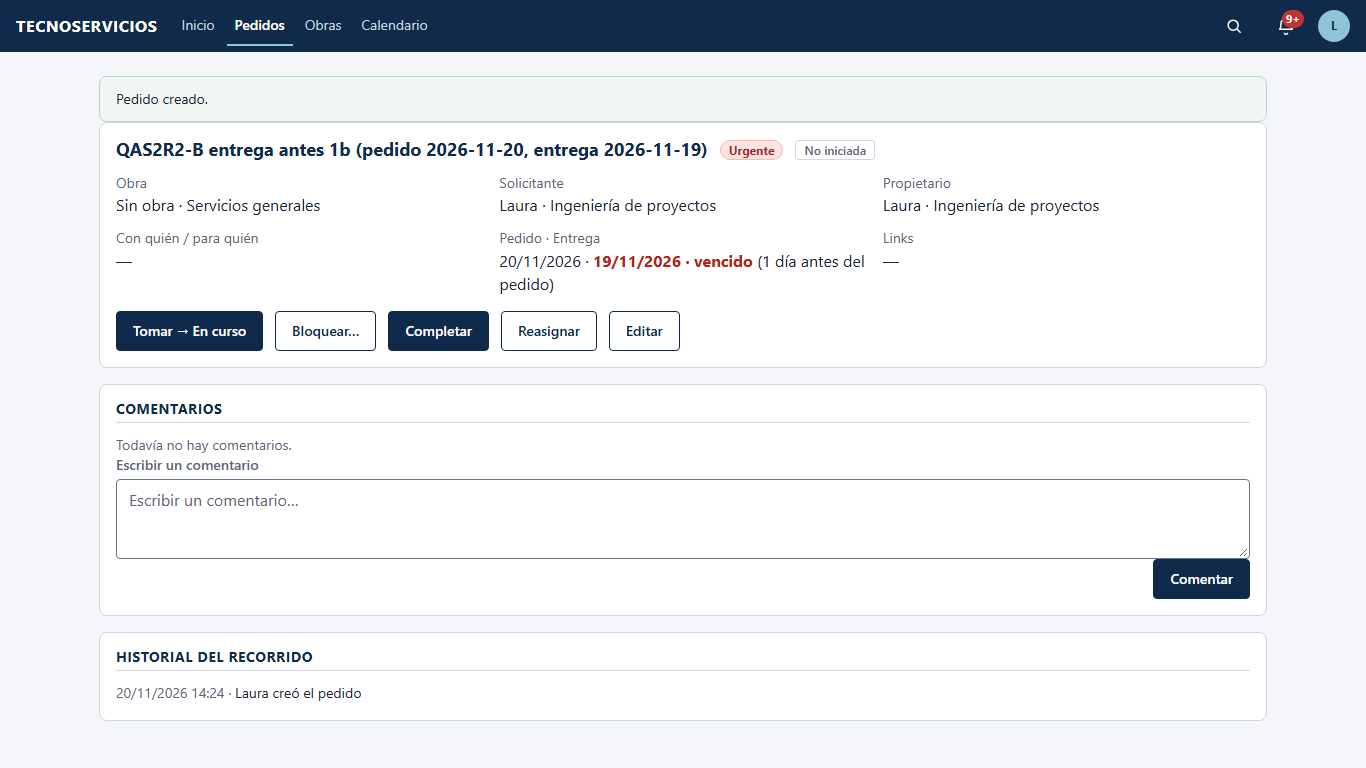 TECNOSERVICIOS Inicio Pedidos Obras Calendario 9+ L
Pedido creado.
QAS2R2-B entrega antes 1b (pedido 2026-11-20, entrega 2026-11-19) Urgente No iniciada
Obra Solicitante Propietario
Sin obra · Servicios generales Laura · Ingeniería de proyectos Laura · Ingeniería de proyectos
Con quién / para quién Pedido · Entrega Links
— 20/11/2026 · 19/11/2026 · vencido (1 día antes del —
pedido)
Tomar → En curso Bloquear... Completar Reasignar Editar
COMENTARIOS
Todavía no hay comentarios.
Escribir un comentario
Escribir un comentario...
Comentar
HISTORIAL DEL RECORRIDO
20/11/2026 14:24 · Laura creó el pedido